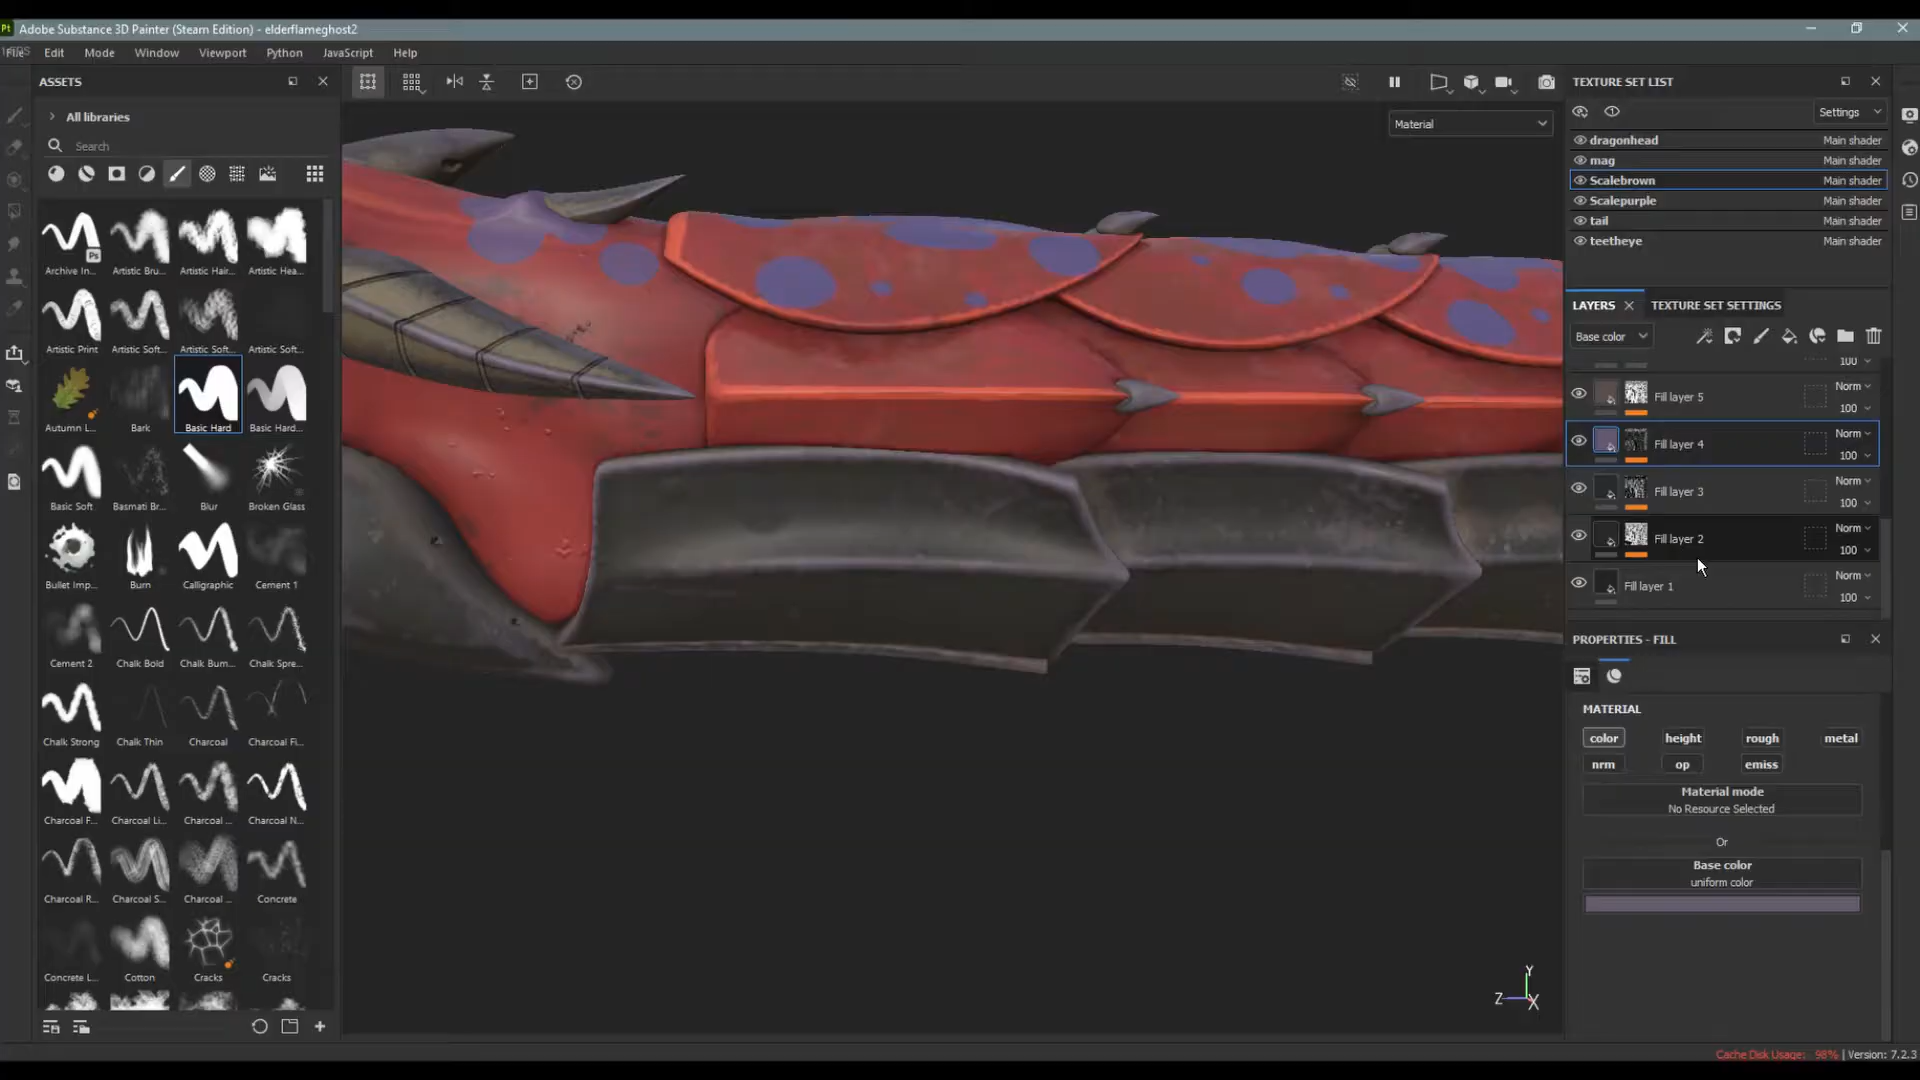 Pt Adobe Substance 3D Painter (Steam Edition) - elderflameghost2
File Edit Mode Window Viewport Python JavaScript Help
ASSETS
All libraries
Search
Archive In...
Artistic Bru...
Artistic Hair...
Artistic Hea...
Artistic Print
Artistic Soft...
Artistic Soft...
Artistic Soft...
Autumn L...
Bark
Basic Hard
Basic Hard...
Basic Soft
Basmati Br...
Blur
Broken Glass
Bullet Imp...
Burn
Calligraphic
Cement 1
Cement 2
Chalk Bold
Chalk Bum...
Chalk Spre...
Chalk Strong
Chalk Thin
Charcoal
Charcoal Fi...
Charcoal F...
Charcoal Li...
Charcoal ...
Charcoal N...
Charcoal R...
Charcoal S...
Charcoal ...
Concrete
Concrete L...
Cotton
Cracks
Cracks
Material
Y
Z
X
TEXTURE SET LIST
Settings
dragonhead Main shader
mag Main shader
Scalebrown Main shader
Scalepurple Main shader
tail Main shader
teetheye Main shader
LAYERS TEXTURE SET SETTINGS
Base color
100
Fill layer 5 Norm
100
Fill layer 4 Norm
100
Fill layer 3 Norm
100
Fill layer 2 Norm
100
Fill layer 1 Norm
100
PROPERTIES - FILL
MATERIAL
color height rough metal
nrm op emiss
Material mode
No Resource Selected
Or
Base color
uniform color
Cache Disk Usage: 98% | Version: 7.2.3